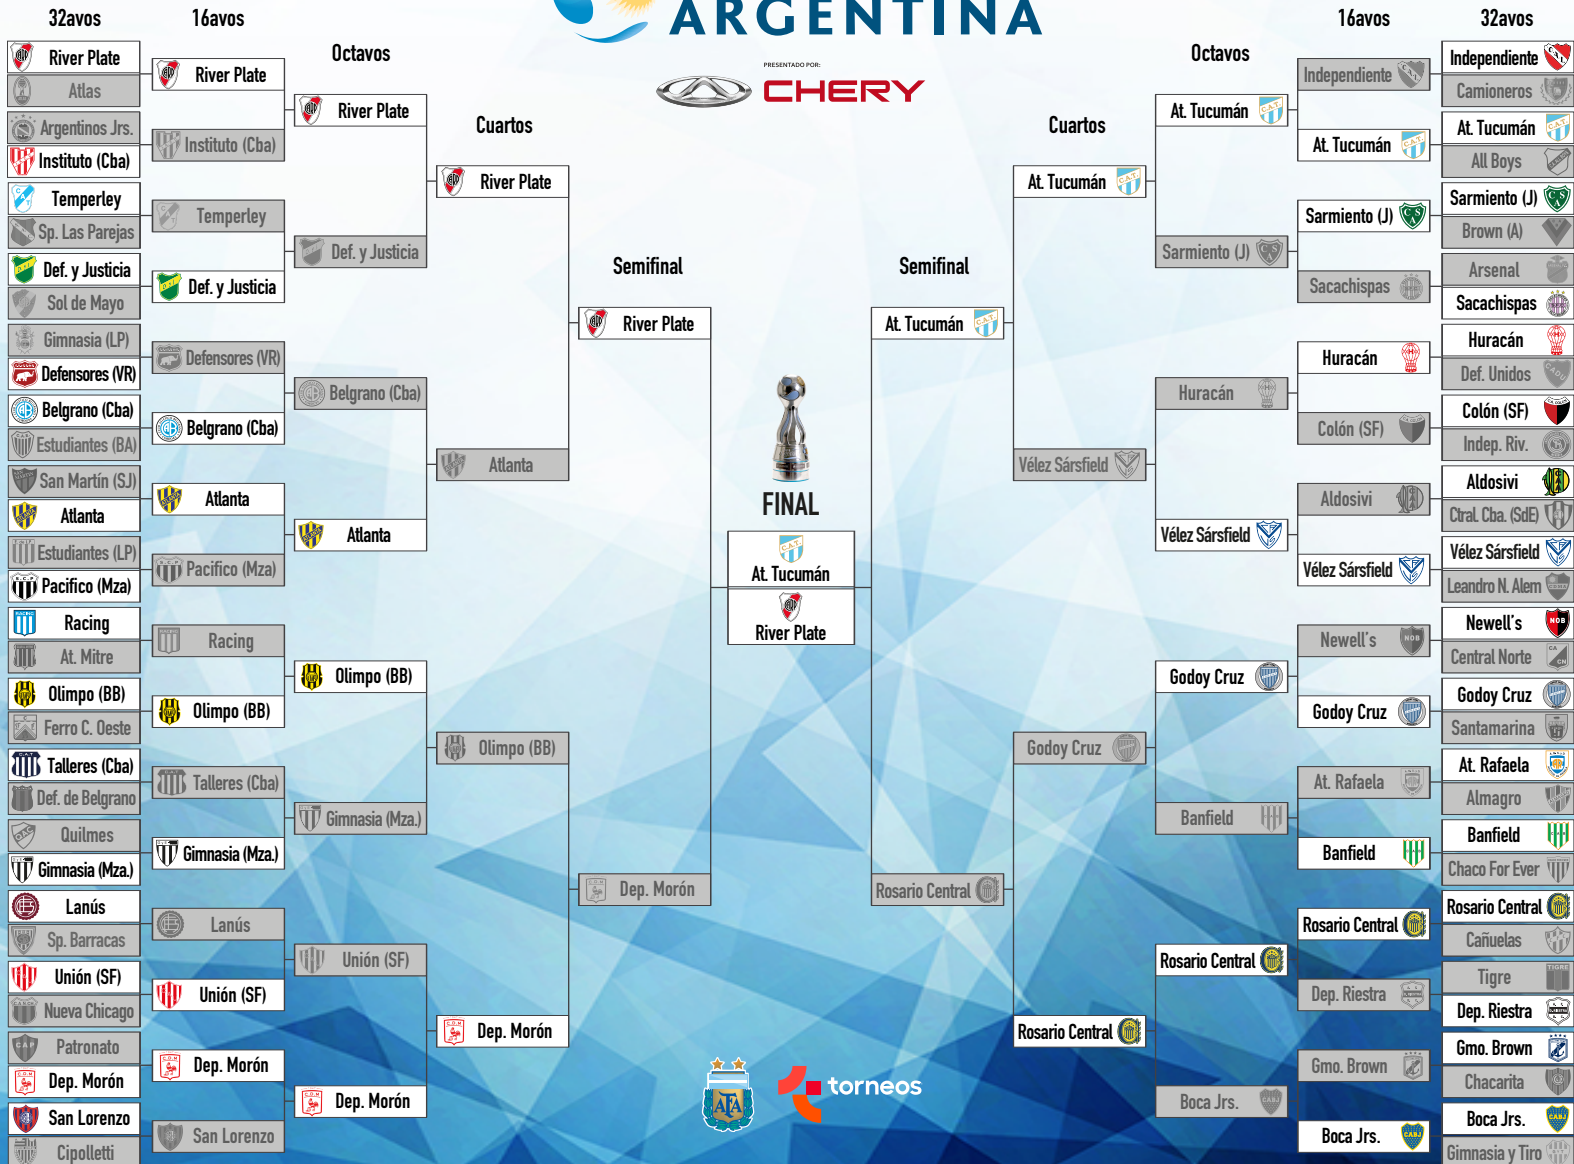 ARGENTINA
PRESENTADO POR:
CHERY
32avos
16avos
Octavos
Cuartos
Semifinal
River Plate
Atlas
Argentinos Jrs.
Instituto (Cba)
Temperley
Sp. Las Parejas
Def. y Justicia
Sol de Mayo
Gimnasia (LP)
Defensores (VR)
Belgrano (Cba)
Estudiantes (BA)
San Martín (SJ)
Atlanta
Estudiantes (LP)
Pacifico (Mza)
Racing
At. Mitre
Olimpo (BB)
Ferro C. Oeste
Talleres (Cba)
Def. de Belgrano
Quilmes
Gimnasia (Mza.)
Lanús
Sp. Barracas
Unión (SF)
Nueva Chicago
Patronato
Dep. Morón
San Lorenzo
Cipolletti
River Plate
Instituto (Cba)
Temperley
Def. y Justicia
Defensores (VR)
Belgrano (Cba)
Atlanta
Pacifico (Mza)
Racing
Olimpo (BB)
Talleres (Cba)
Gimnasia (Mza.)
Lanús
Unión (SF)
Dep. Morón
San Lorenzo
River Plate
Def. y Justicia
Belgrano (Cba)
Atlanta
Olimpo (BB)
Gimnasia (Mza.)
Unión (SF)
Dep. Morón
River Plate
Atlanta
Olimpo (BB)
Dep. Morón
River Plate
Dep. Morón
FINAL
At. Tucumán
River Plate
AFA
torneos
Semifinal
Cuartos
Octavos
16avos
32avos
At. Tucumán
Rosario Central
At. Tucumán
Vélez Sársfield
Godoy Cruz
Rosario Central
At. Tucumán
Sarmiento (J)
Huracán
Vélez Sársfield
Godoy Cruz
Banfield
Rosario Central
Boca Jrs.
Independiente
At. Tucumán
Sarmiento (J)
Sacachispas
Huracán
Colón (SF)
Aldosivi
Vélez Sársfield
Newell's
Godoy Cruz
At. Rafaela
Banfield
Rosario Central
Dep. Riestra
Gmo. Brown
Boca Jrs.
Independiente
Camioneros
At. Tucumán
All Boys
Sarmiento (J)
Brown (A)
Arsenal
Sacachispas
Huracán
Def. Unidos
Colón (SF)
Indep. Riv.
Aldosivi
Ctral. Cba. (SdE)
Vélez Sársfield
Leandro N. Alem
Newell's
Central Norte
Godoy Cruz
Santamarina
At. Rafaela
Almagro
Banfield
Chaco For Ever
Rosario Central
Cañuelas
Tigre
Dep. Riestra
Gmo. Brown
Chacarita
Boca Jrs.
Gimnasia y Tiro